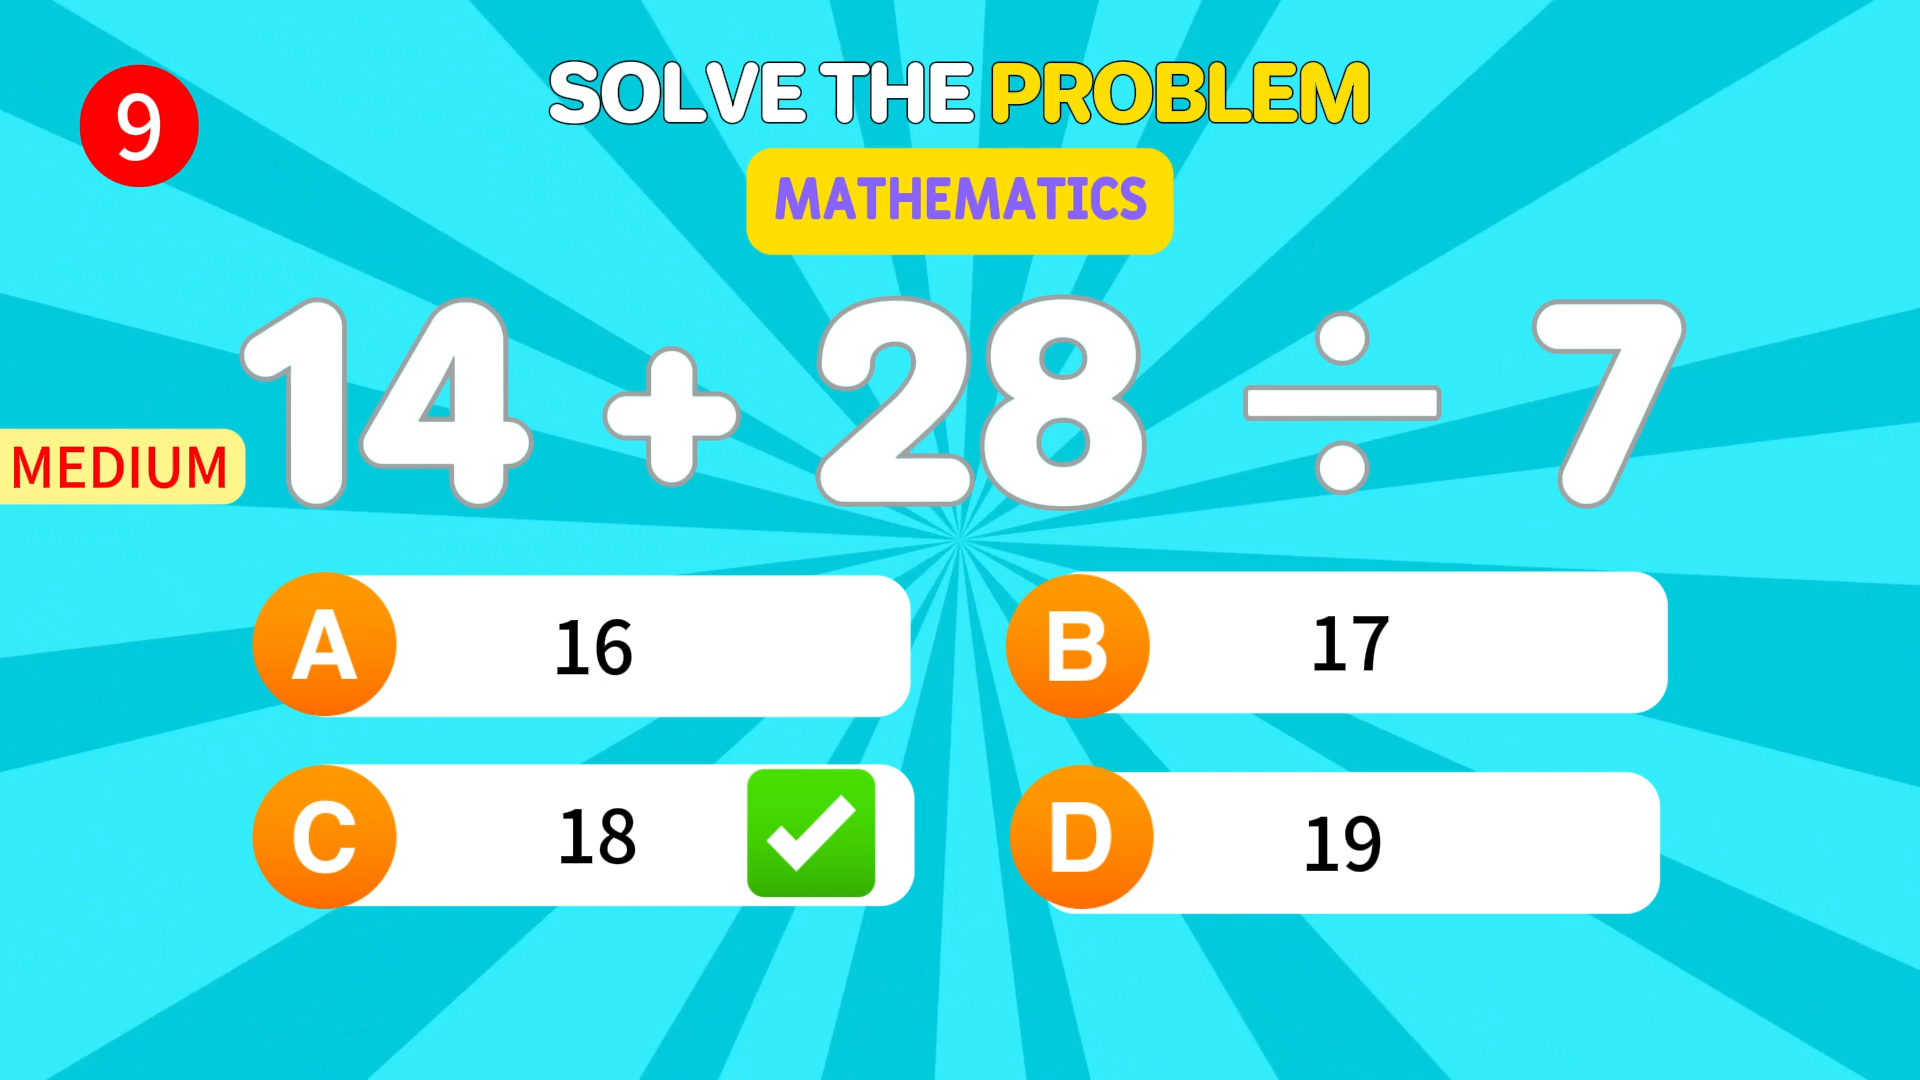 9
SOLVE THE PROBLEM
MATHEMATICS
14 + 28 ÷ 7
MEDIUM
A 16
B 17
C 18
D 19